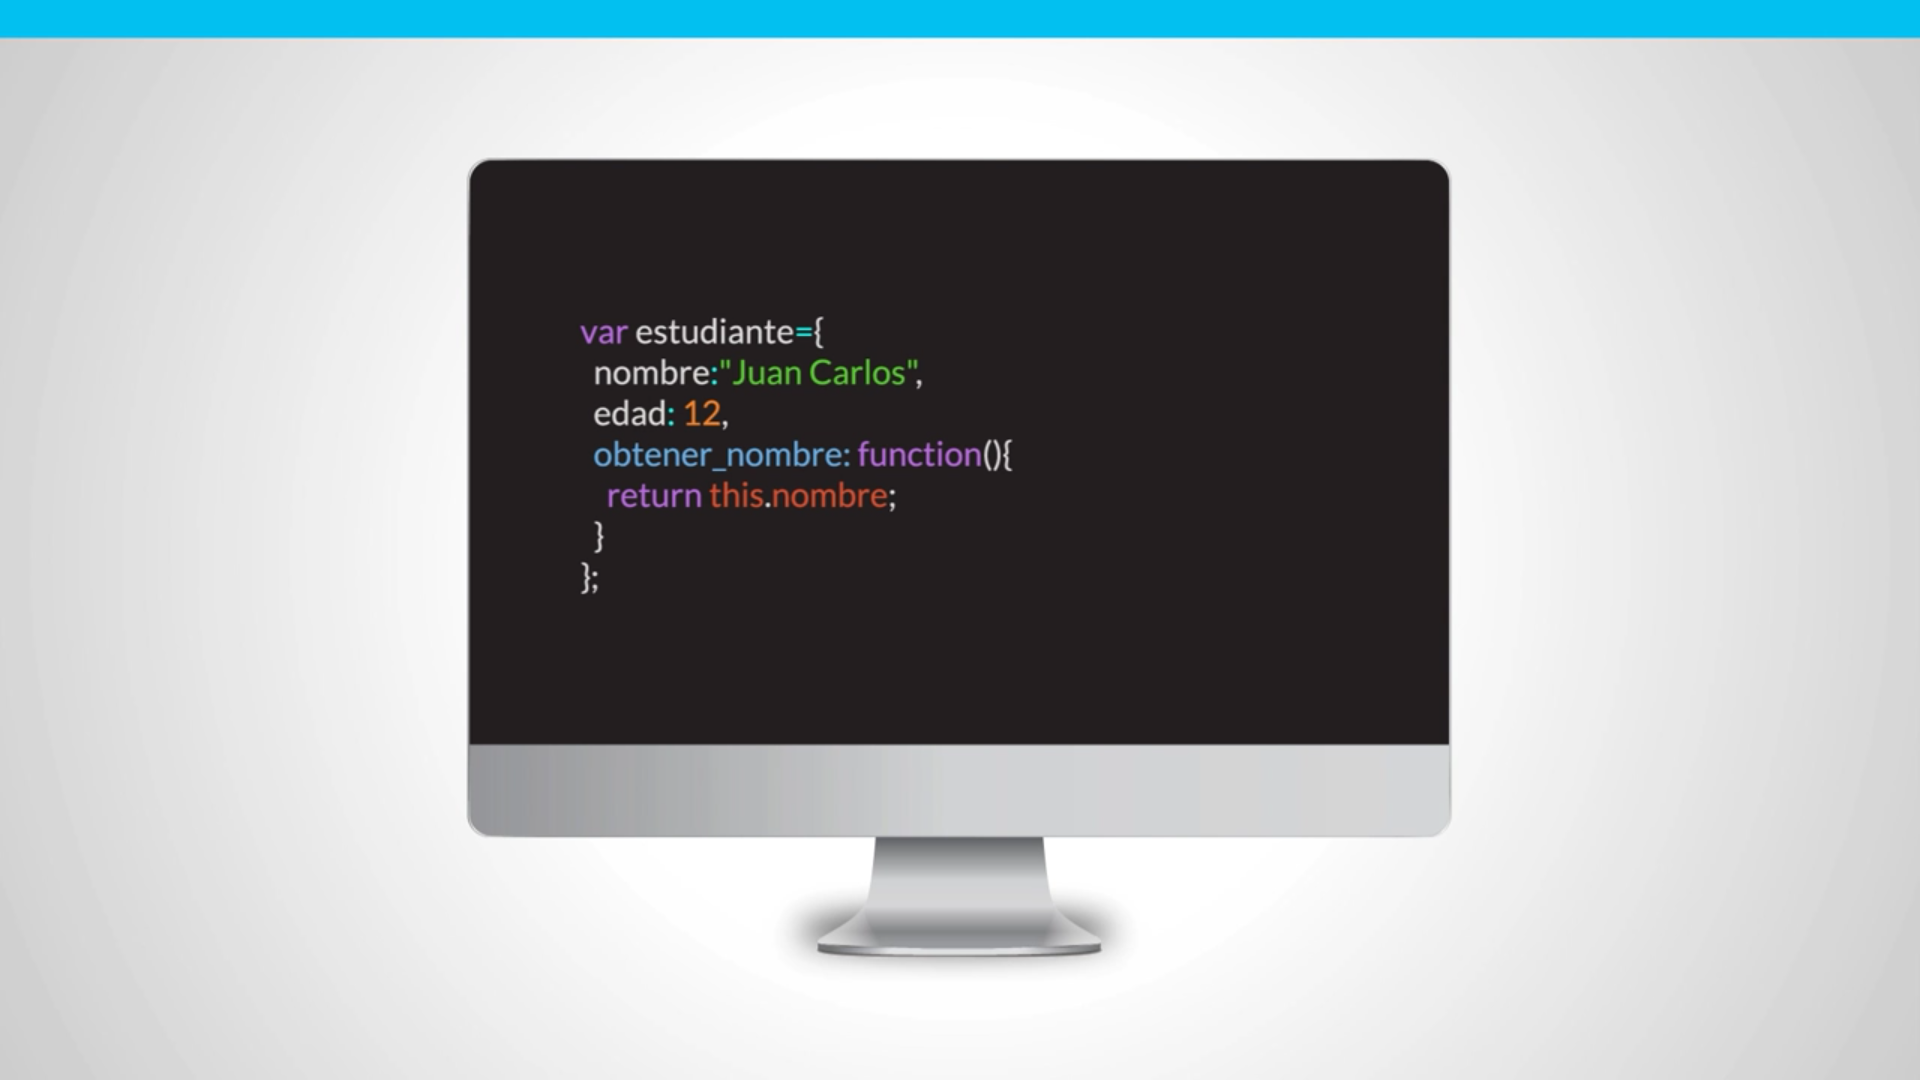 var estudiante={
nombre:"Juan Carlos",
edad: 12,
obtener_nombre: function(){
return this.nombre;
}
};